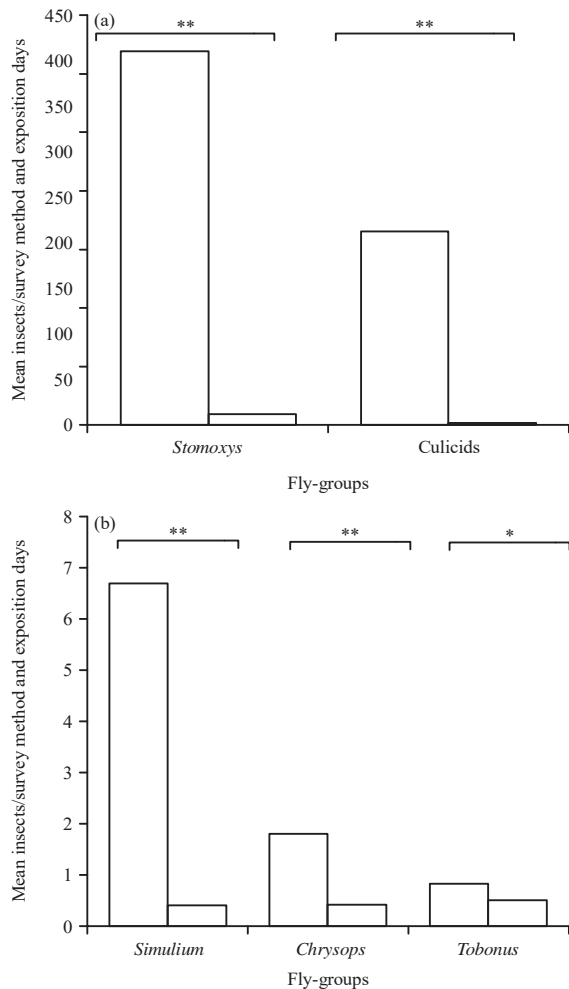 (a)
450
400
350
300
250
200
150
100
50
0
**
**
Mean insects/survey method and exposition days
Stomoxys
Culicids
Fly-groups
(b)
8
7
6
5
4
3
2
1
0
**
**
*
Mean insects/survey method and exposition days
Simulium
Chrysops
Tobonus
Fly-groups